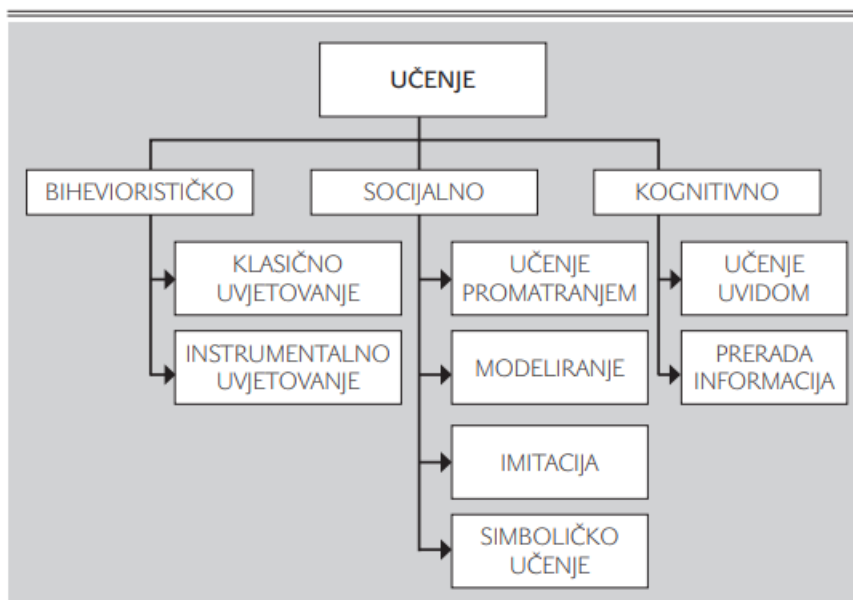 UČENJE
BIHEVIORISTIČKO
SOCIJALNO
KOGNITIVNO
KLASIČNO
UVJETOVANJE
INSTRUMENTALNO
UVJETOVANJE
UČENJE
PROMATRANJEM
MODELIRANJE
IMITACIJA
SIMBOLIČKO
UČENJE
UČENJE
UVIDOM
PRERADA
INFORMACIJA